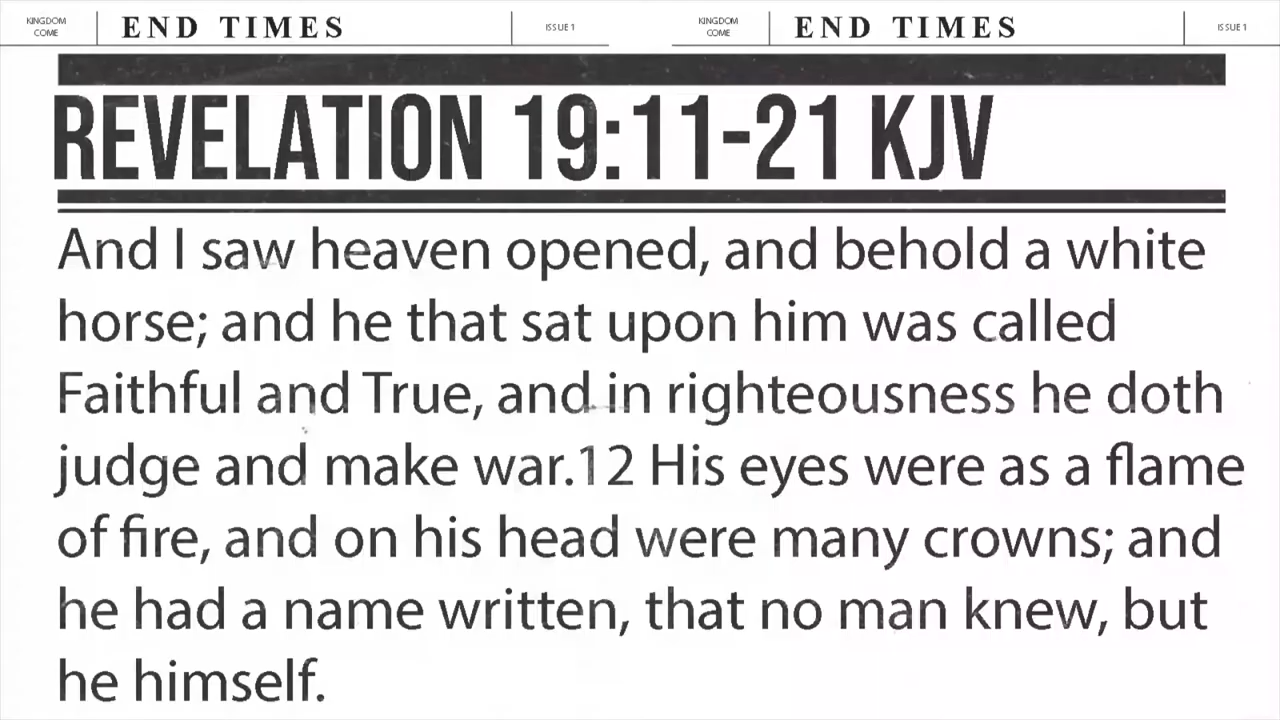 KINGDOM COME END TIMES ISSUE 1 KINGDOM COME END TIMES ISSUE 1
REVELATION 19:11-21 KJV
And I saw heaven opened, and behold a white
horse; and he that sat upon him was called
Faithful and True, and in righteousness he doth
judge and make war.12 His eyes were as a flame
of fire, and on his head were many crowns; and
he had a name written, that no man knew, but
he himself.